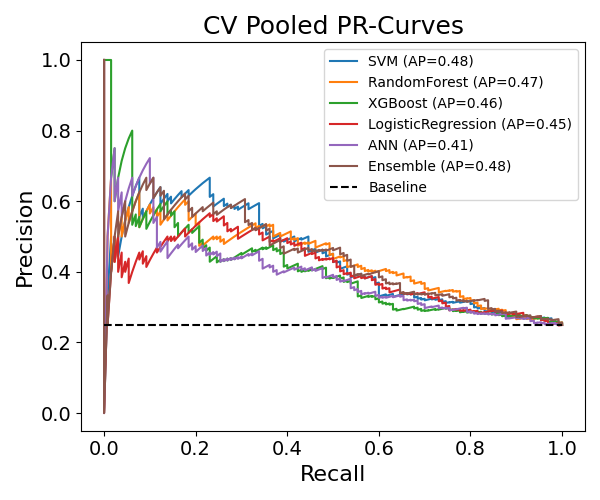 CV Pooled PR-Curves
SVM (AP=0.48)
RandomForest (AP=0.47)
XGBoost (AP=0.46)
LogisticRegression (AP=0.45)
ANN (AP=0.41)
Ensemble (AP=0.48)
Baseline
Precision
1.0
0.8
0.6
0.4
0.2
0.0
0.0 0.2 0.4 0.6 0.8 1.0
Recall